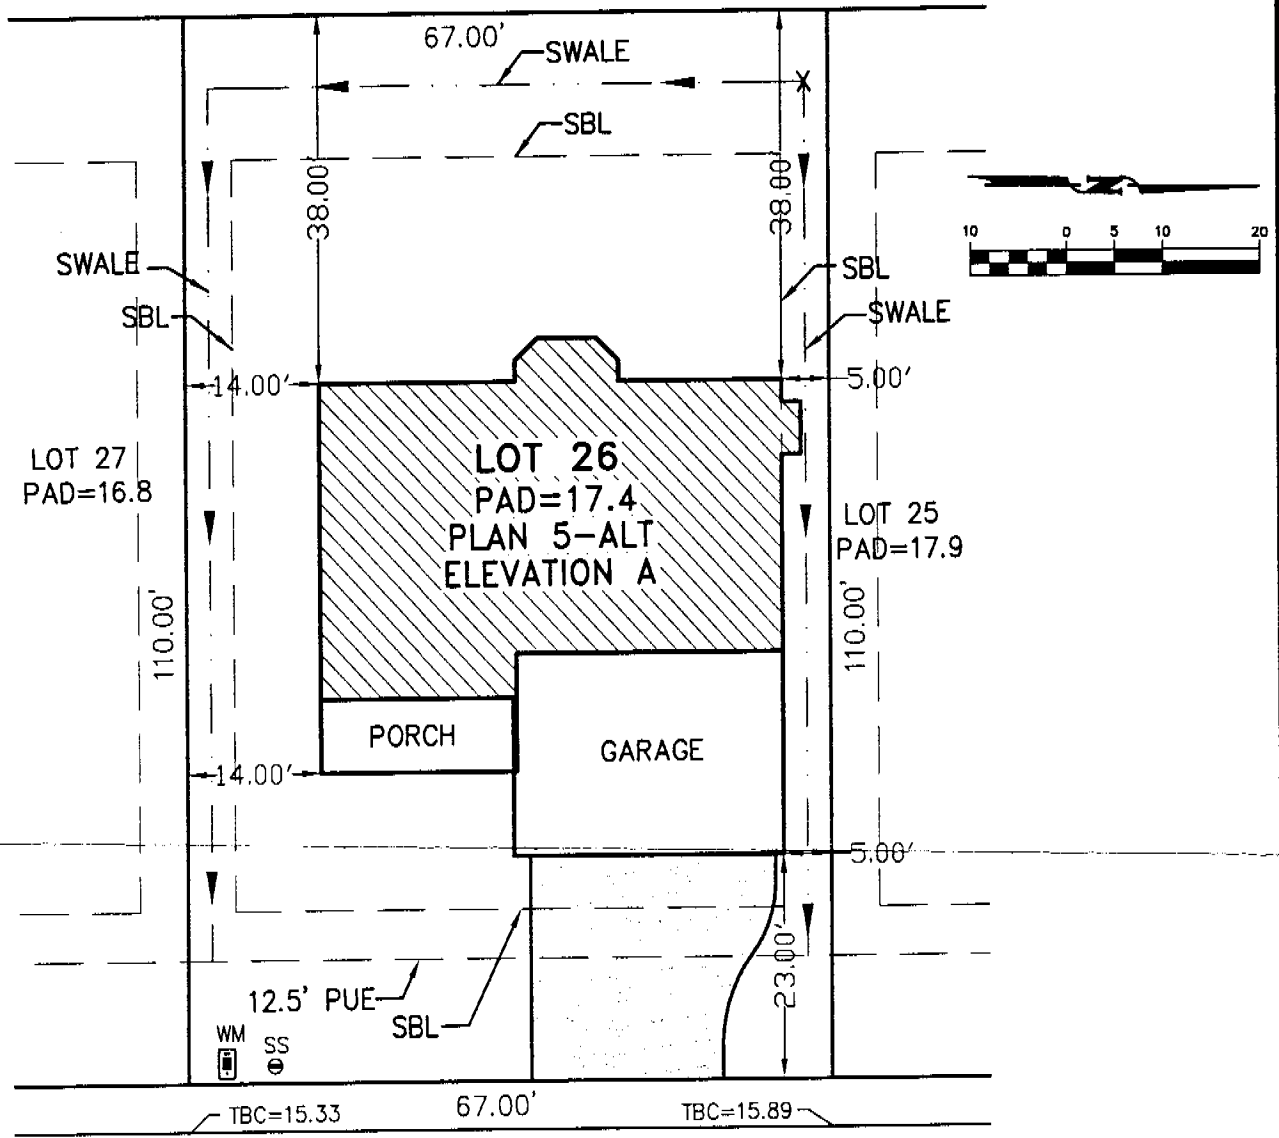 67.00'
SWALE
SBL
38.00'
38.00'
10 0 5 10 20
SWALE
SBL
SBL
SWALE
14.00'
5.00'
LOT 27
PAD=16.8
LOT 26
PAD=17.4
PLAN 5-ALT
ELEVATION A
LOT 25
PAD=17.9
110.00'
110.00'
PORCH
GARAGE
14.00'
5.00'
23.00'
12.5' PUE
SBL
WM
SS
TBC=15.33
67.00'
TBC=15.89